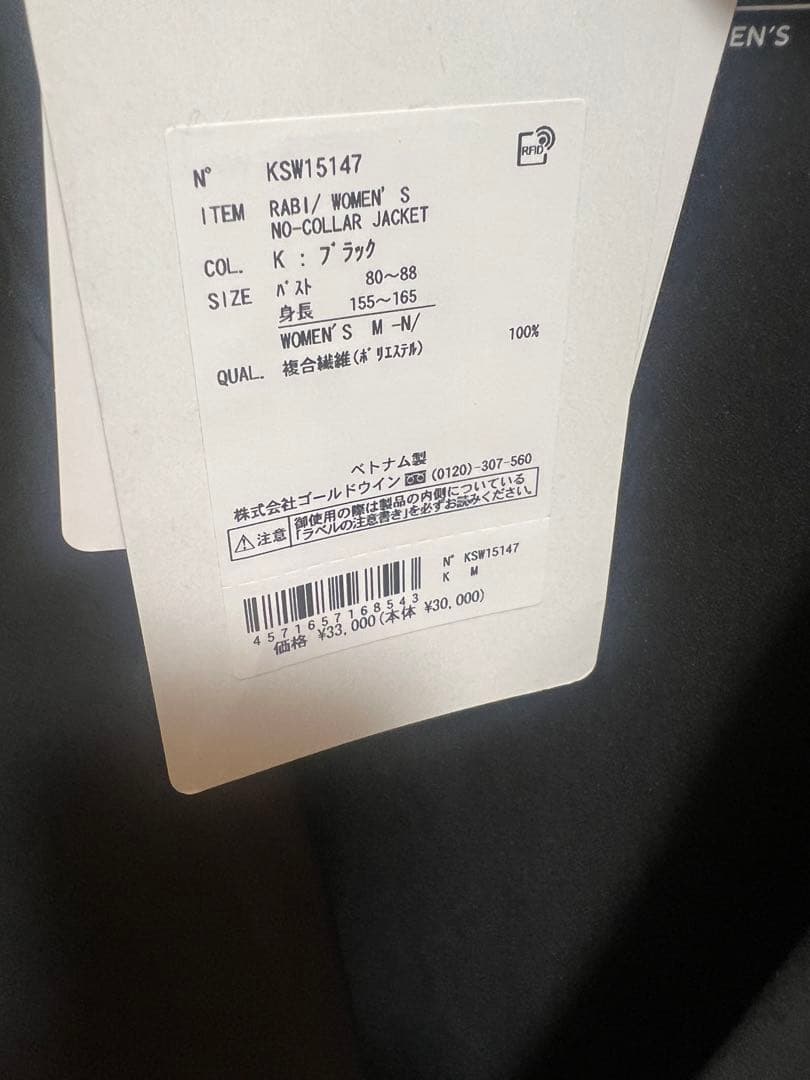 EN'S
RFID
N° KSW15147
ITEM RABI/ WOMEN'S
NO-COLLAR JACKET
COL. K : ブラック
SIZE バスト 80〜88
身長 155〜165
WOMEN'S M -N/
QUAL. 複合繊維(ポリエステル) 100%
ベトナム製
株式会社ゴールドウイン (0120)-307-560
注意 御使用の際は製品の内側についている
「ラベルの注意書き」を必ずお読みください。
N° KSW15147
K M
4571657168543
価格 ¥33,000(本体 ¥30,000)